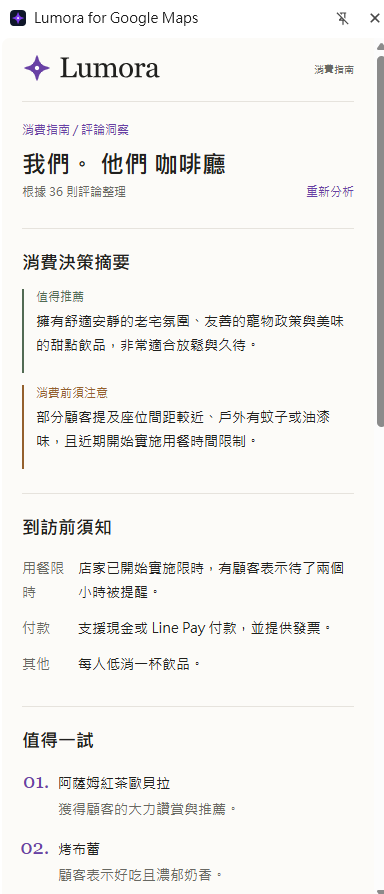 Lumora for Google Maps
Lumora
消費指南
消費指南 / 評論洞察
我們。 他們 咖啡廳
根據 36 則評論整理
重新分析
消費決策摘要
值得推薦
擁有舒適安靜的老宅氛圍、友善的寵物政策與美味
的甜點飲品，非常適合放鬆與久待。
消費前須注意
部分顧客提及座位間距較近、戶外有蚊子或油漆
味，且近期開始實施用餐時間限制。
到訪前須知
用餐限
時
店家已開始實施限時，有顧客表示待了兩個
小時被提醒。
付款
支援現金或 Line Pay 付款，並提供發票。
其他
每人低消一杯飲品。
值得一試
01. 阿薩姆紅茶歐貝拉
獲得顧客的大力讚賞與推薦。
02. 烤布蕾
顧客表示好吃且濃郁奶香。